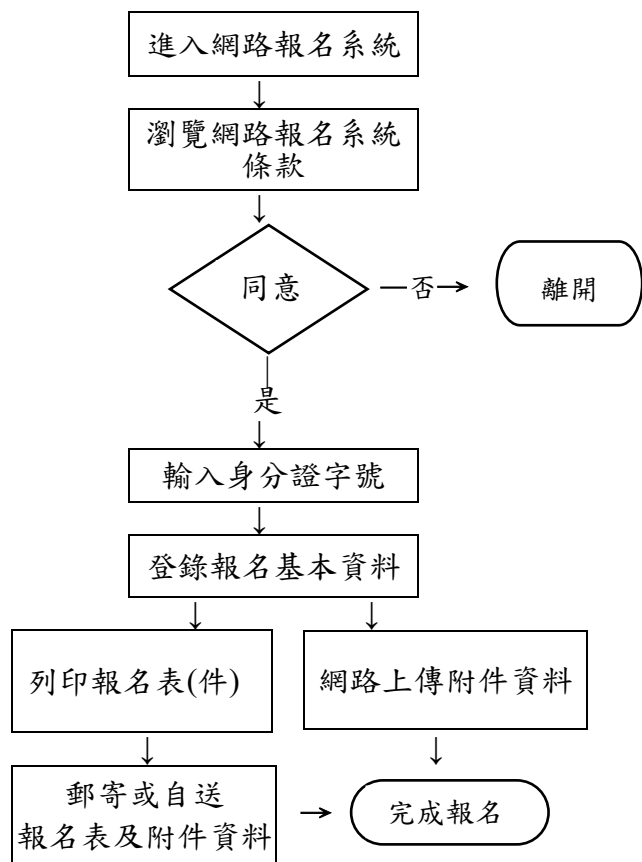 進入網路報名系統
↓
瀏覽網路報名系統
條款
↓
同意
—否→
離開
是
↓
輸入身分證字號
↓
登錄報名基本資料
↓
↓
列印報名表(件)
網路上傳附件資料
↓
↓
郵寄或自送
報名表及附件資料
→
完成報名